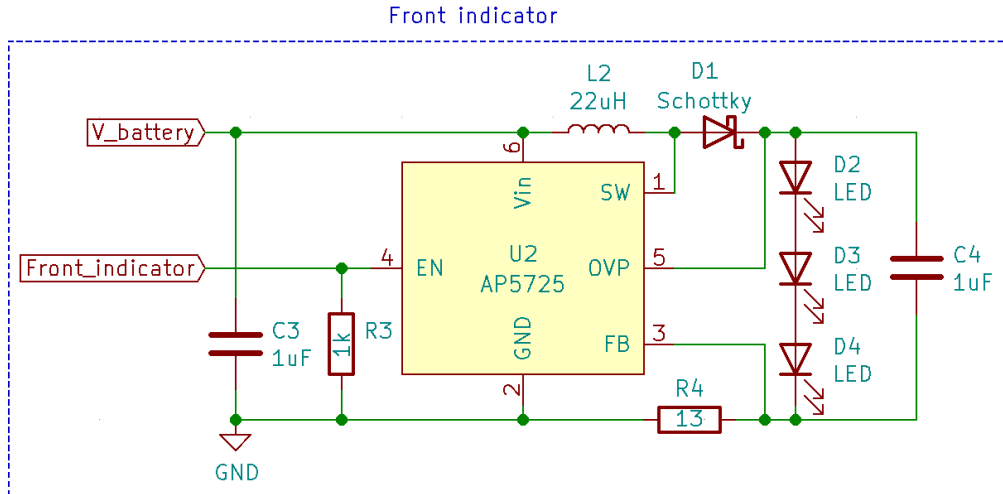 Front indicator
L2
22uH
D1
Schottky
V_battery
6
Vin
SW
1
D2
LED
Front_indicator
4
EN
U2
AP5725
OVP
5
D3
LED
C4
1uF
C3
1uF
1k
R3
GND
FB
3
D4
LED
2
R4
13
GND